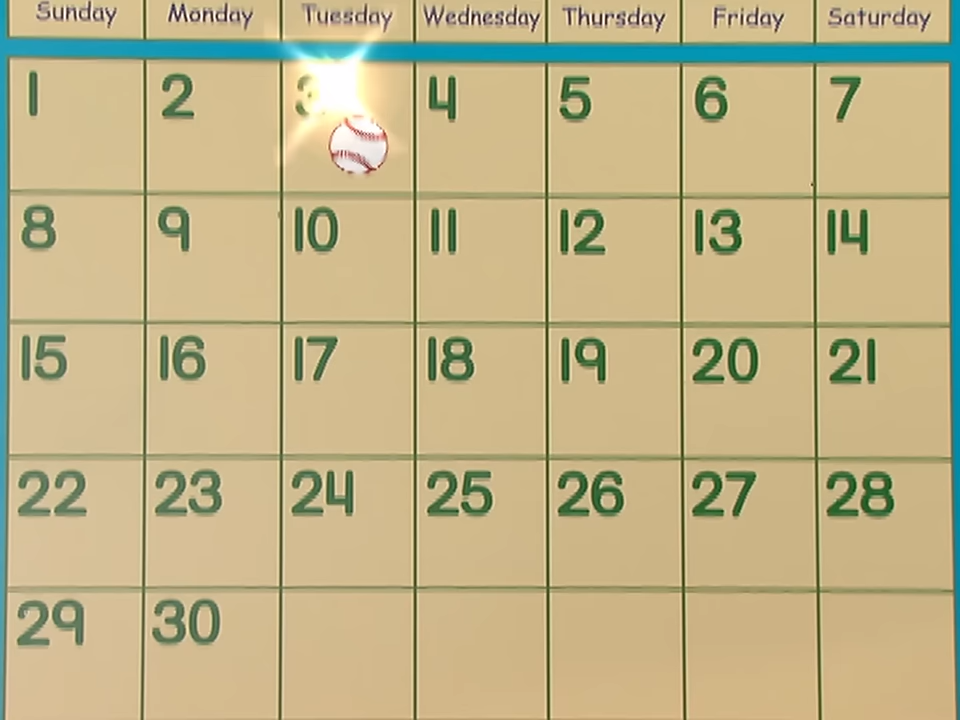 Sunday Monday Tuesday Wednesday Thursday Friday Saturday
1 2 3 4 5 6 7
8 9 10 11 12 13 14
15 16 17 18 19 20 21
22 23 24 25 26 27 28
29 30